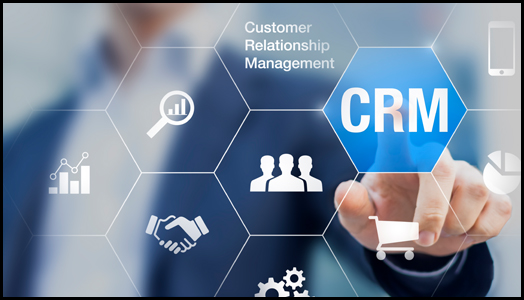 Customer
Relationship
Management
CRM